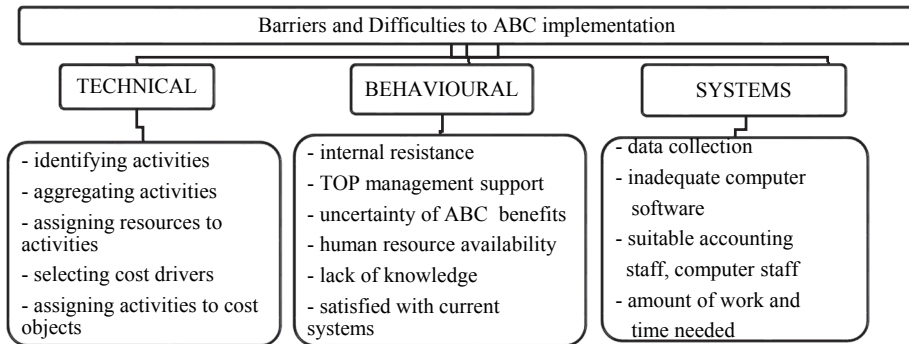 Barriers and Difficulties to ABC implementation
TECHNICAL
- identifying activities
- aggregating activities
- assigning resources to
activities
- selecting cost drivers
- assigning activities to cost
objects
BEHAVIOURAL
- internal resistance
- TOP management support
- uncertainty of ABC benefits
- human resource availability
- lack of knowledge
- satisfied with current
systems
SYSTEMS
- data collection
- inadequate computer
software
- suitable accounting
staff, computer staff
- amount of work and
time needed